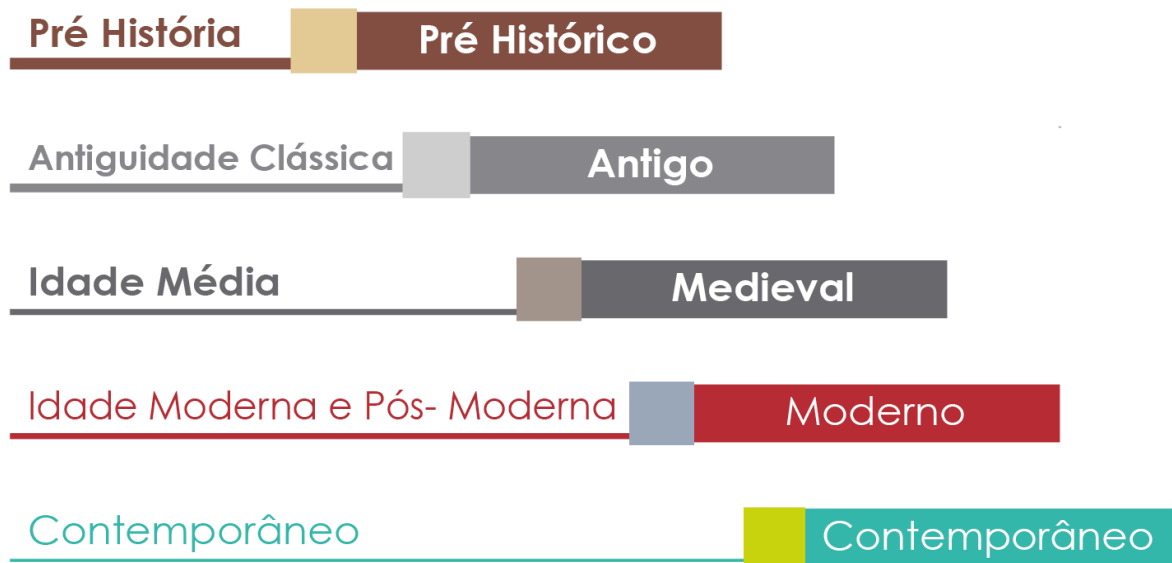 Pré História
Pré Histórico
Antiguidade Clássica
Antigo
Idade Média
Medieval
Idade Moderna e Pós- Moderna
Moderno
Contemporâneo
Contemporâneo